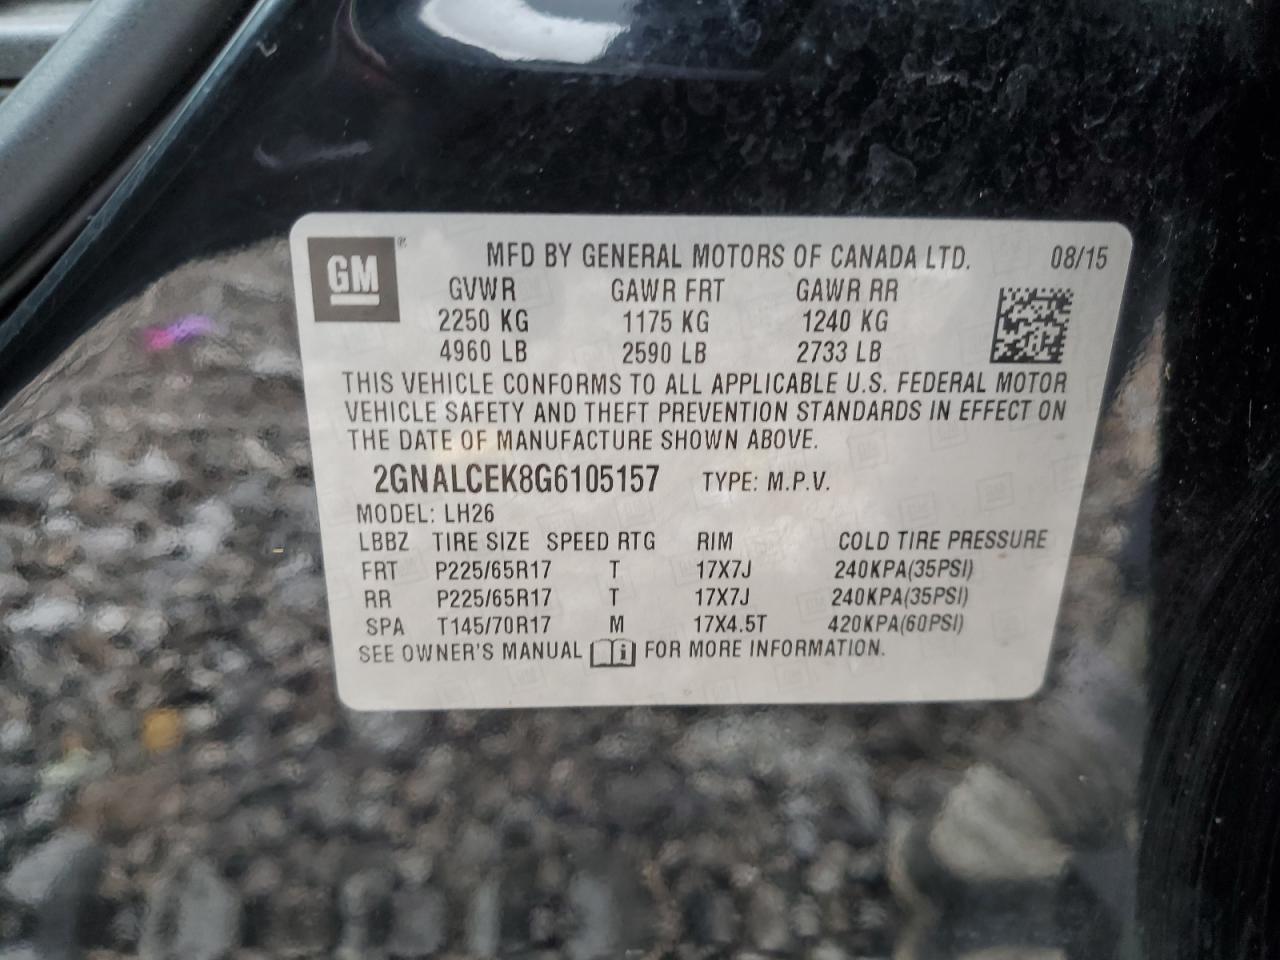 GM ® MFD BY GENERAL MOTORS OF CANADA LTD. 08/15
GVWR GAWR FRT GAWR RR
2250 KG 1175 KG 1240 KG
4960 LB 2590 LB 2733 LB
THIS VEHICLE CONFORMS TO ALL APPLICABLE U.S. FEDERAL MOTOR
VEHICLE SAFETY AND THEFT PREVENTION STANDARDS IN EFFECT ON
THE DATE OF MANUFACTURE SHOWN ABOVE.
2GNALCEK8G6105157 TYPE: M.P.V.
MODEL: LH26
LBBZ TIRE SIZE SPEED RTG RIM COLD TIRE PRESSURE
FRT P225/65R17 T 17X7J 240KPA(35PSI)
RR P225/65R17 T 17X7J 240KPA(35PSI)
SPA T145/70R17 M 17X4.5T 420KPA(60PSI)
SEE OWNER'S MANUAL i FOR MORE INFORMATION.